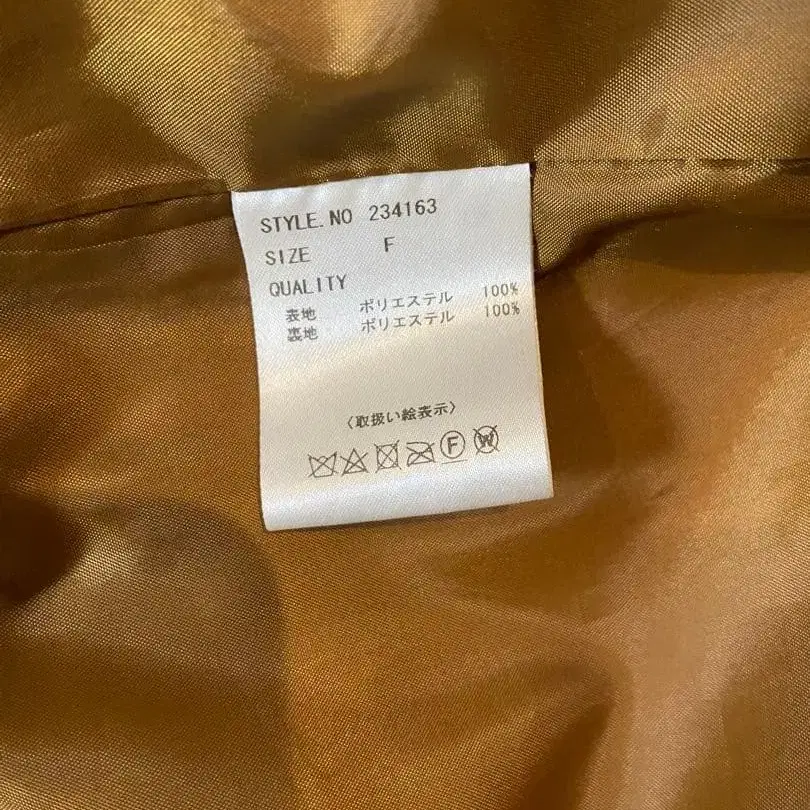 STYLE.NO 234163
SIZE F
QUALITY
表地 ポリエステル 100%
裏地 ポリエステル 100%
〈取扱い絵表示〉
F W